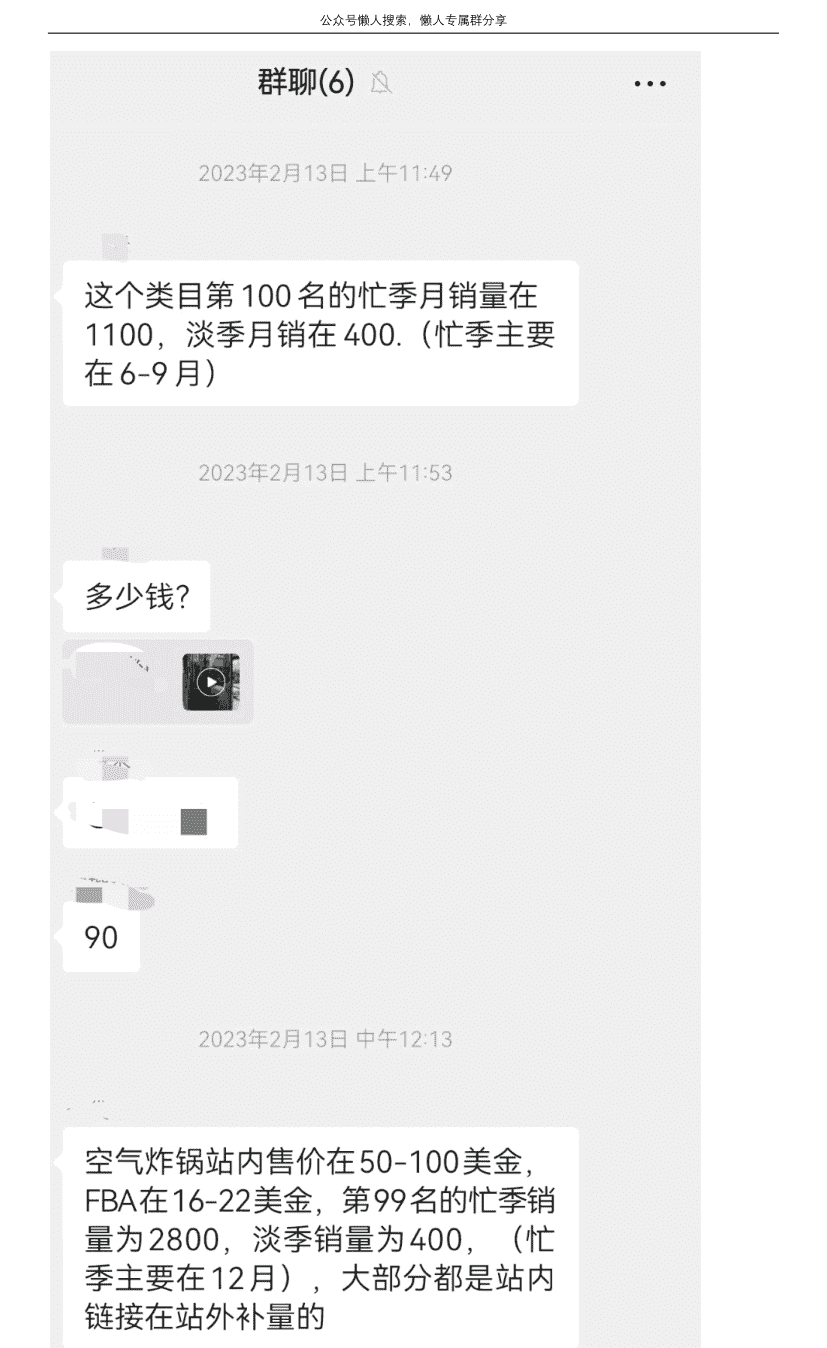 公众号懒人搜索，懒人专属群分享
群聊(6)
2023年2月13日 上午11:49
这个类目第100名的忙季月销量在
1100，淡季月销在400.（忙季主要
在6-9月）
2023年2月13日 上午11:53
多少钱？
90
2023年2月13日 中午12:13
空气炸锅站内售价在50-100美金，
FBA在16-22美金，第99名的忙季销
量为2800，淡季销量为400，（忙
季主要在12月），大部分都是站内
链接在站外补量的